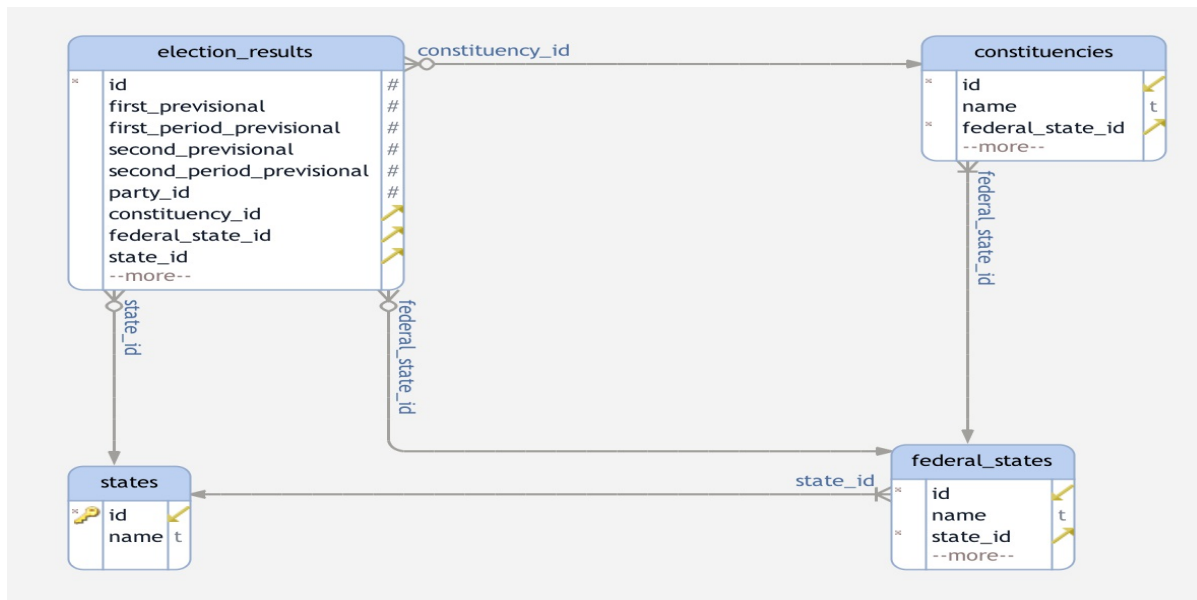 election_results
* id #
first_previsional #
first_period_previsional #
second_previsional #
second_period_previsional #
party_id #
constituency_id
federal_state_id
state_id
--more--
constituency_id
constituencies
* id
name t
* federal_state_id
--more--
federal_state_id
state_id
federal_state_id
states
* id
name t
state_id
federal_states
* id
name t
* state_id
--more--